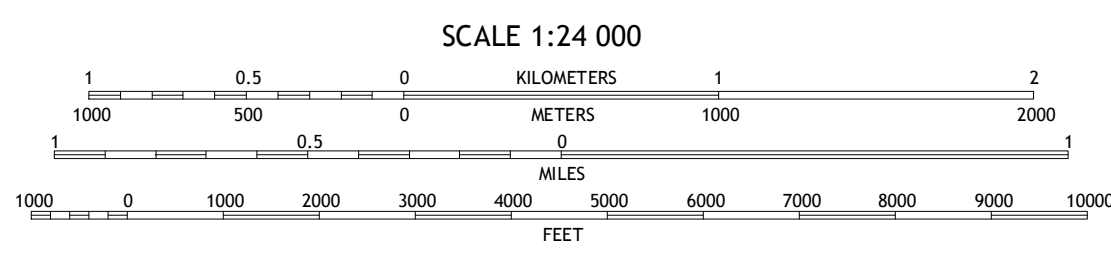 SCALE 1:24 000
1 0.5 0 KILOMETERS 1 2
1000 500 0 METERS 1000 2000
1 0.5 0 1
MILES
1000 0 1000 2000 3000 4000 5000 6000 7000 8000 9000 10000
FEET